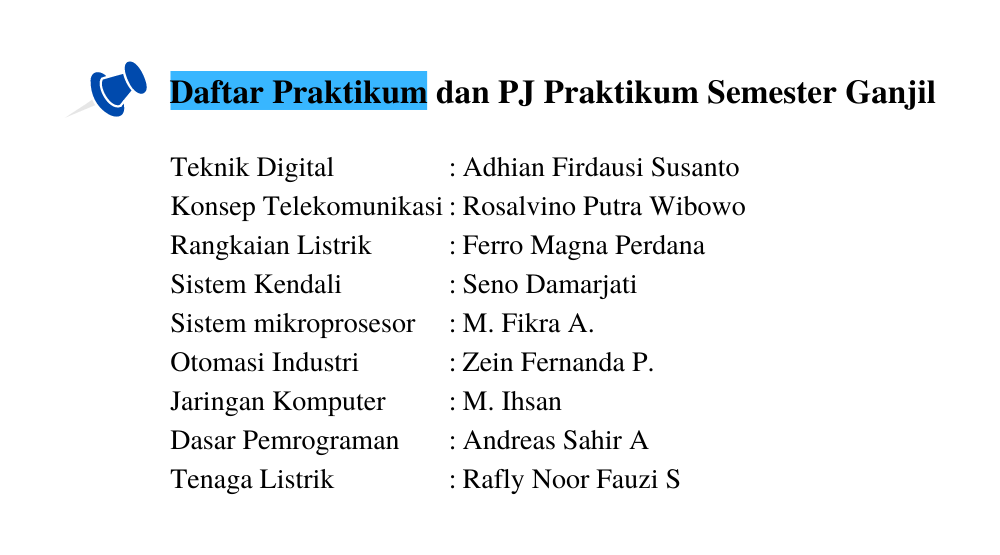 Daftar Praktikum dan PJ Praktikum Semester Ganjil
Teknik Digital : Adhian Firdausi Susanto
Konsep Telekomunikasi : Rosalvino Putra Wibowo
Rangkaian Listrik : Ferro Magna Perdana
Sistem Kendali : Seno Damarjati
Sistem mikroprosesor : M. Fikra A.
Otomasi Industri : Zein Fernanda P.
Jaringan Komputer : M. Ihsan
Dasar Pemrograman : Andreas Sahir A
Tenaga Listrik : Rafly Noor Fauzi S